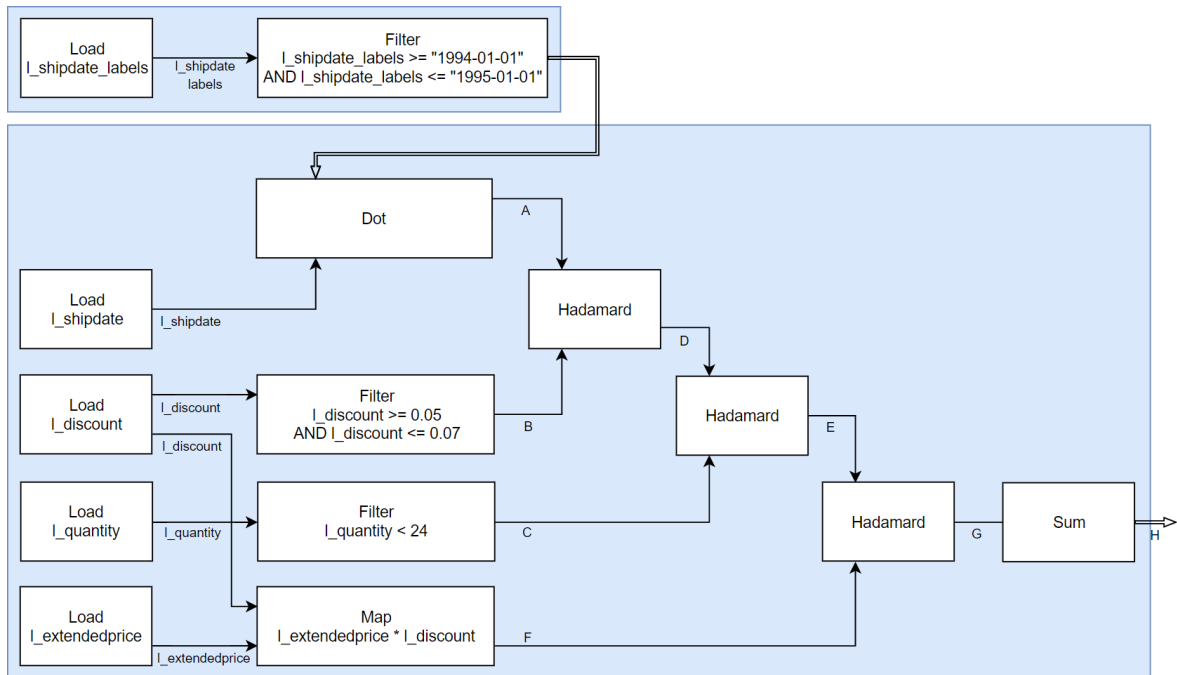 Load
l_shipdate_labels
l_shipdate
labels
Filter
l_shipdate_labels >= "1994-01-01"
AND l_shipdate_labels <= "1995-01-01"
Dot
A
Load
l_shipdate
l_shipdate
Hadamard
D
Load
l_discount
l_discount
l_discount
Filter
l_discount >= 0.05
AND l_discount <= 0.07
B
Hadamard
E
Load
l_quantity
l_quantity
Filter
l_quantity < 24
C
Hadamard
G
Sum
H
Load
l_extendedprice
l_extendedprice
Map
l_extendedprice * l_discount
F